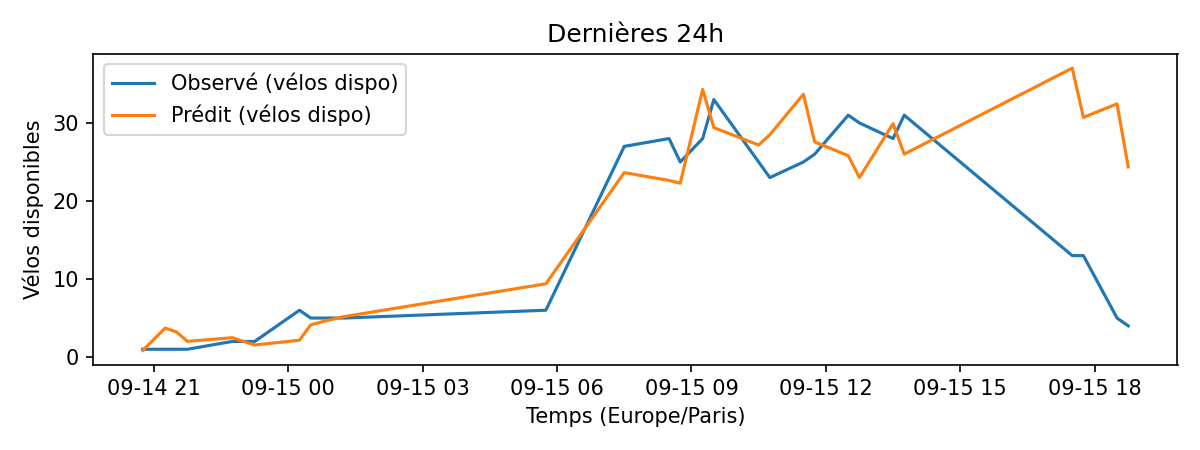 Dernières 24h
Observé (vélos dispo)
Prédit (vélos dispo)
Vélos disponibles
30
20
10
0
09-14 21 09-15 00 09-15 03 09-15 06 09-15 09 09-15 12 09-15 15 09-15 18
Temps (Europe/Paris)